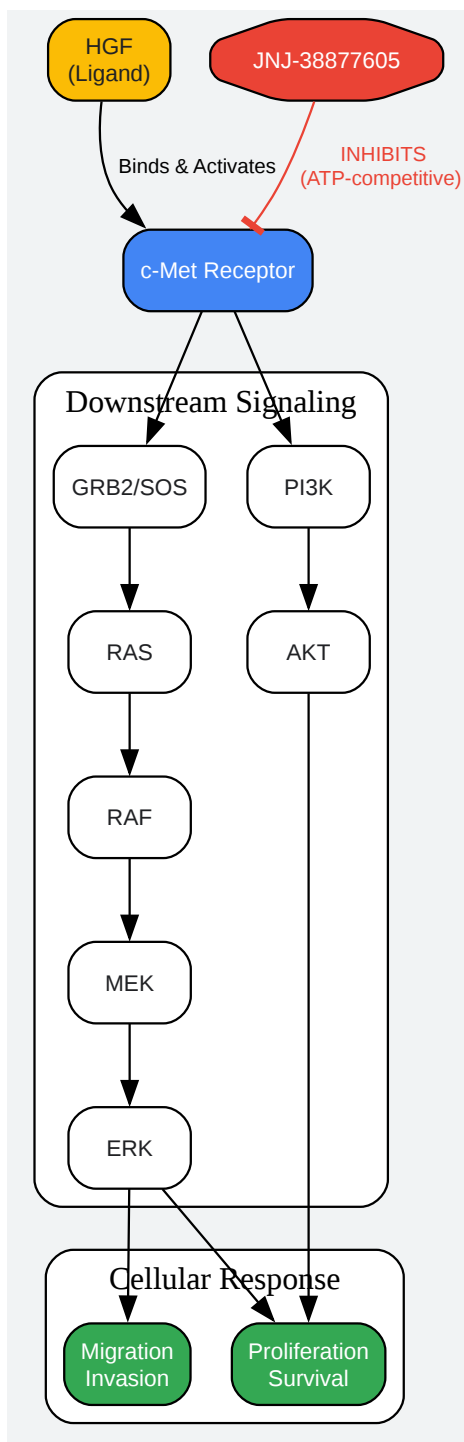 HGF
(Ligand)
JNJ-38877605
Binds & Activates
INHIBITS
(ATP-competitive)
c-Met Receptor
Downstream Signaling
GRB2/SOS
PI3K
RAS
AKT
RAF
MEK
ERK
Cellular Response
Migration
Invasion
Proliferation
Survival